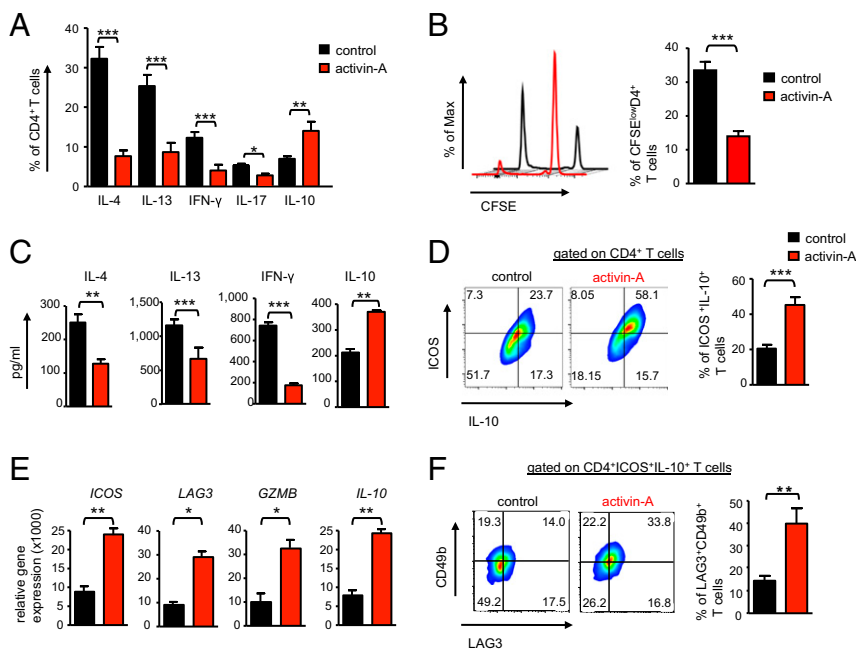 A
% of CD4⁺T cells
40
30
20
10
0
*** *** *** * **
IL-4 IL-13 IFN-γ IL-17 IL-10
control
activin-A
B
% of Max
CFSE
% of CFSElowD4⁺
T cells
40
30
20
10
0
***
control
activin-A
C
pg/ml
IL-4
300
200
100
0
**
IL-13
1,500
1,000
500
0
***
IFN-γ
1,000
800
600
400
200
0
***
IL-10
400
300
200
100
0
**
D
gated on CD4⁺ T cells
control activin-A
7.3 23.7 8.05 58.1
51.7 17.3 18.15 15.7
ICOS
IL-10
control
activin-A
% of ICOS ⁺IL-10⁺
T cells
60
40
20
0
***
E
relative gene
expression (x1000)
ICOS
25
20
15
10
5
0
**
LAG3
40
30
20
10
0
*
GZMB
40
30
20
10
0
*
IL-10
25
20
15
10
5
0
**
F
gated on CD4⁺ICOS⁺IL-10⁺ T cells
control activin-A
19.3 14.0 22.2 33.8
49.2 17.5 26.2 16.8
CD49b
LAG3
% of LAG3⁺CD49b⁺
T cells
50
40
30
20
10
0
**